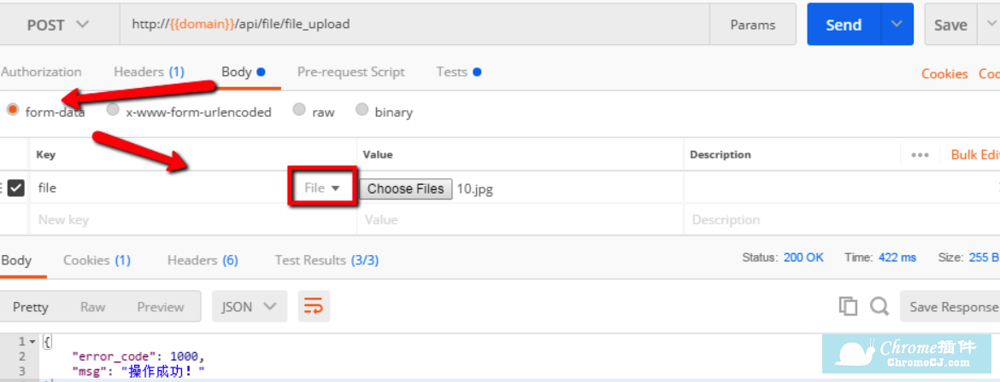 POST http://{{domain}}/api/file/file_upload Params Send Save
Authorization Headers (1) Body Pre-request Script Tests Cookies Coo
form-data x-www-form-urlencoded raw binary
Key Value Description ••• Bulk Edi
file File Choose Files 10.jpg
New key Value Description
Body Cookies (1) Headers (6) Test Results (3/3) Status: 200 OK Time: 422 ms Size: 255 B
Pretty Raw Preview JSON Save Response
1 {
2 "error_code": 1000,
3 "msg": "操作成功！"
Chrome插件
ChromeCJ.com